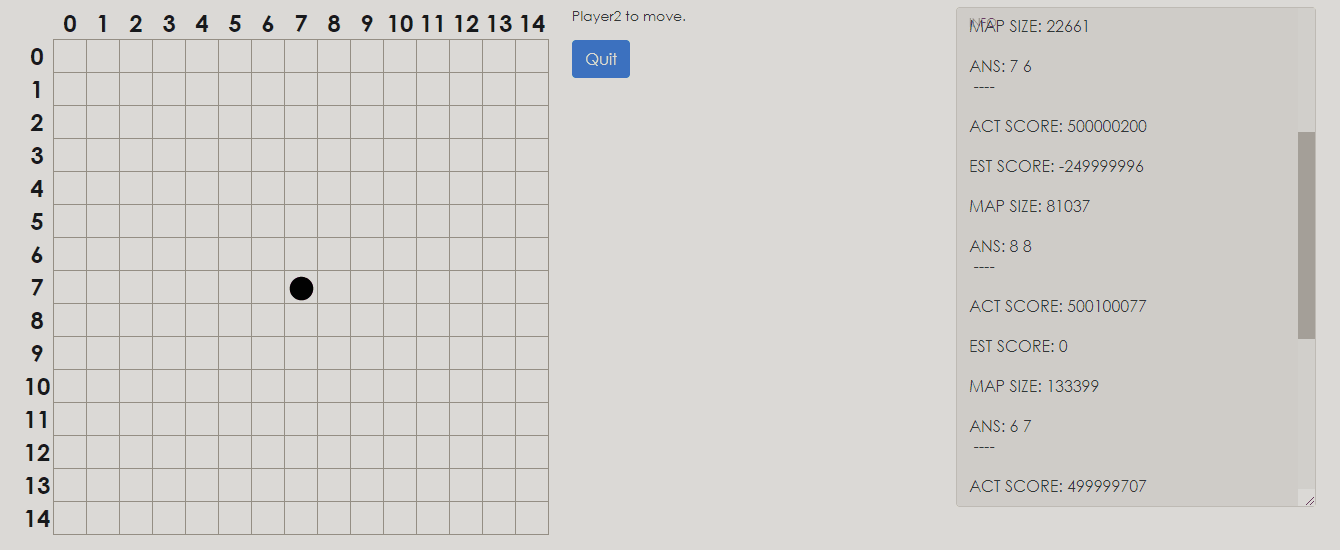 0 1 2 3 4 5 6 7 8 9 10 11 12 13 14
0
1
2
3
4
5
6
7
8
9
10
11
12
13
14
Player2 to move.
Quit
INFO
MAP SIZE: 22661
ANS: 7 6
----
ACT SCORE: 500000200
EST SCORE: -249999996
MAP SIZE: 81037
ANS: 8 8
----
ACT SCORE: 500100077
EST SCORE: 0
MAP SIZE: 133399
ANS: 6 7
----
ACT SCORE: 499999707